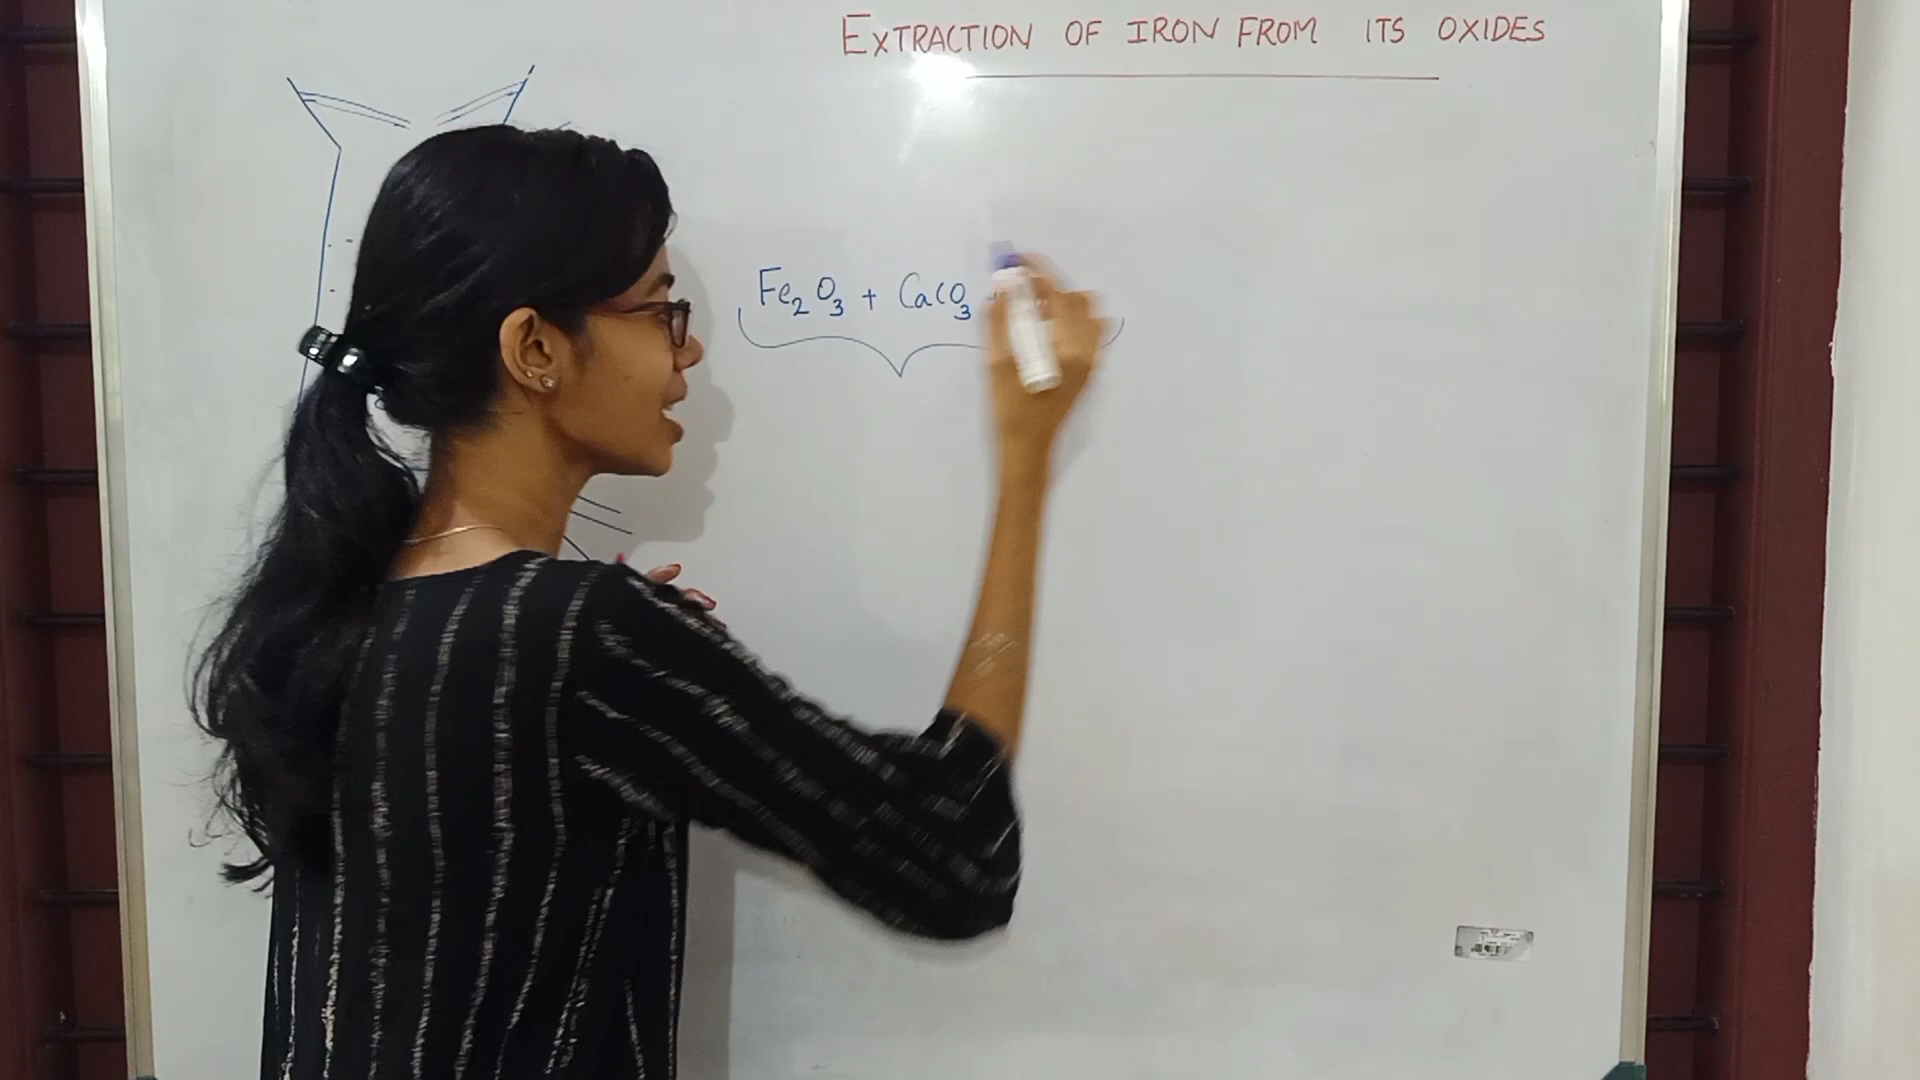 EXTRACTION OF IRON FROM ITS OXIDES
Fe₂O₃ + CaCO₃ +